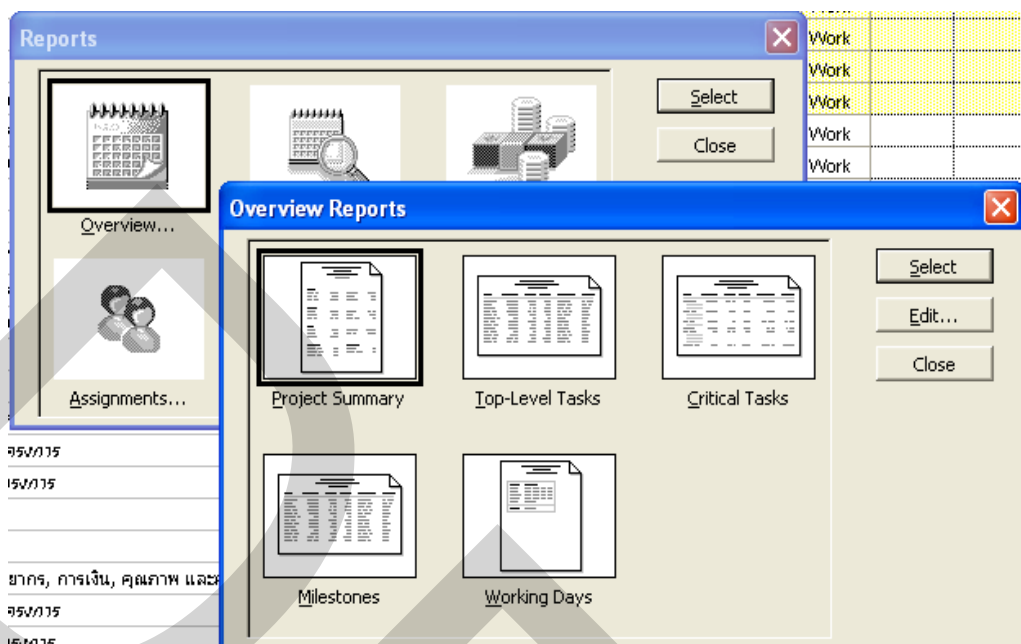 Reports
Work
Work
Work
Work
Work
Select
Close
Overview...
Assignments...
Overview Reports
Select
Edit...
Close
Project Summary
Top-Level Tasks
Critical Tasks
Milestones
Working Days
ยากร, การเงิน, คุณภาพ และ